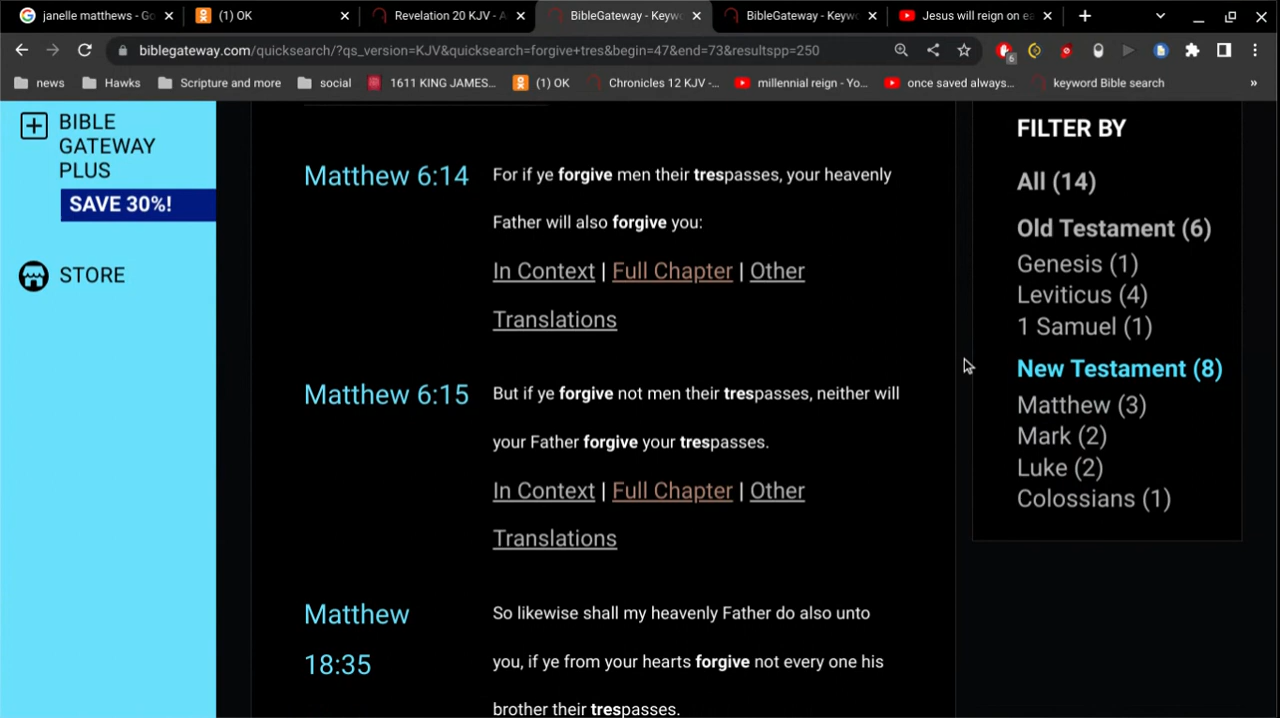 janelle matthews - Go
(1) OK
Revelation 20 KJV - A
BibleGateway - Keyw
BibleGateway - Keyw
Jesus will reign on ea
biblegateway.com/quicksearch/?qs_version=KJV&quicksearch=forgive+tres&begin=47&end=73&resultspp=250
6
news
Hawks
Scripture and more
social
1611 KING JAMES...
(1) OK
Chronicles 12 KJV -...
millennial reign - Yo...
once saved always...
keyword Bible search
»
BIBLE
GATEWAY
PLUS
SAVE 30%!
STORE
Matthew 6:14
For if ye forgive men their trespasses, your heavenly
Father will also forgive you:
In Context | Full Chapter | Other
Translations
Matthew 6:15
But if ye forgive not men their trespasses, neither will
your Father forgive your trespasses.
In Context | Full Chapter | Other
Translations
Matthew
18:35
So likewise shall my heavenly Father do also unto
you, if ye from your hearts forgive not every one his
brother their trespasses.
FILTER BY
All (14)
Old Testament (6)
Genesis (1)
Leviticus (4)
1 Samuel (1)
New Testament (8)
Matthew (3)
Mark (2)
Luke (2)
Colossians (1)